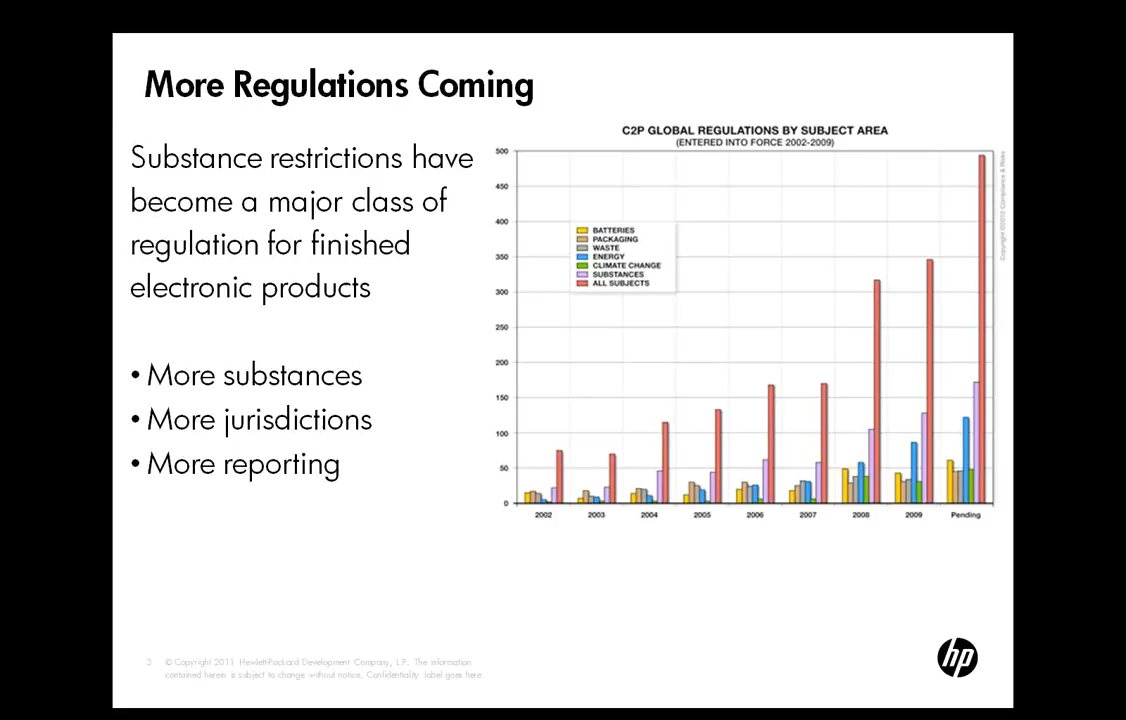 More Regulations Coming
Substance restrictions have
become a major class of
regulation for finished
electronic products
• More substances
• More jurisdictions
• More reporting
C2P GLOBAL REGULATIONS BY SUBJECT AREA
(ENTERED INTO FORCE 2002-2009)
500
450
400
350
300
250
200
150
100
50
0
BATTERIES
PACKAGING
WASTE
ENERGY
CLIMATE CHANGE
SUBSTANCES
ALL SUBJECTS
2002 2003 2004 2005 2006 2007 2008 2009 Pending
Copyright ©2010 Compliance & Risks
3 © Copyright 2011 Hewlett-Packard Development Company, L.P. The information
contained herein is subject to change without notice. Confidentiality label goes here
hp